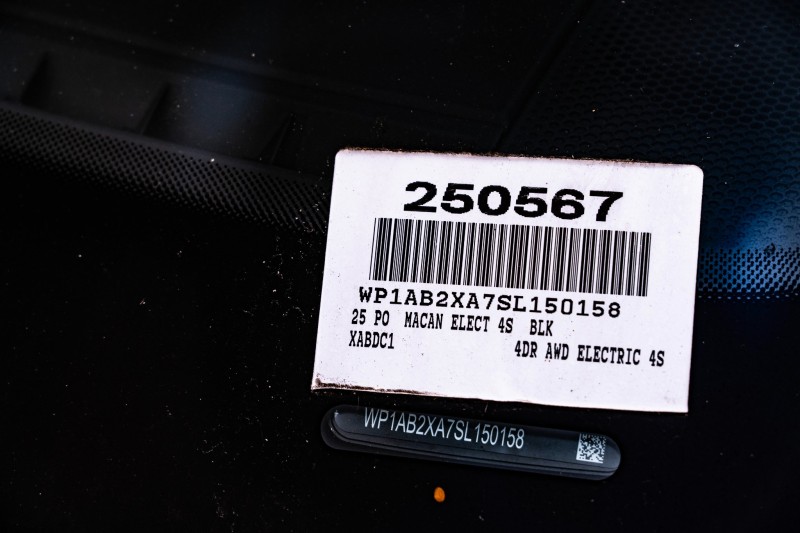 250567
WP1AB2XA7SL150158
25 PO MACAN ELECT 4S BLK
XABDC1 4DR AWD ELECTRIC 4S
WP1AB2XA7SL150158